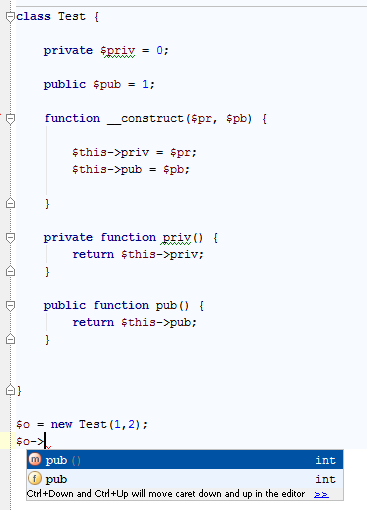 class Test {
private $priv = 0;
public $pub = 1;
function __construct($pr, $pb) {
$this->priv = $pr;
$this->pub = $pb;
}
private function priv() {
return $this->priv;
}
public function pub() {
return $this->pub;
}
}
$o = new Test(1,2);
$o->
m pub () int
f pub int
Ctrl+Down and Ctrl+Up will move caret down and up in the editor >>